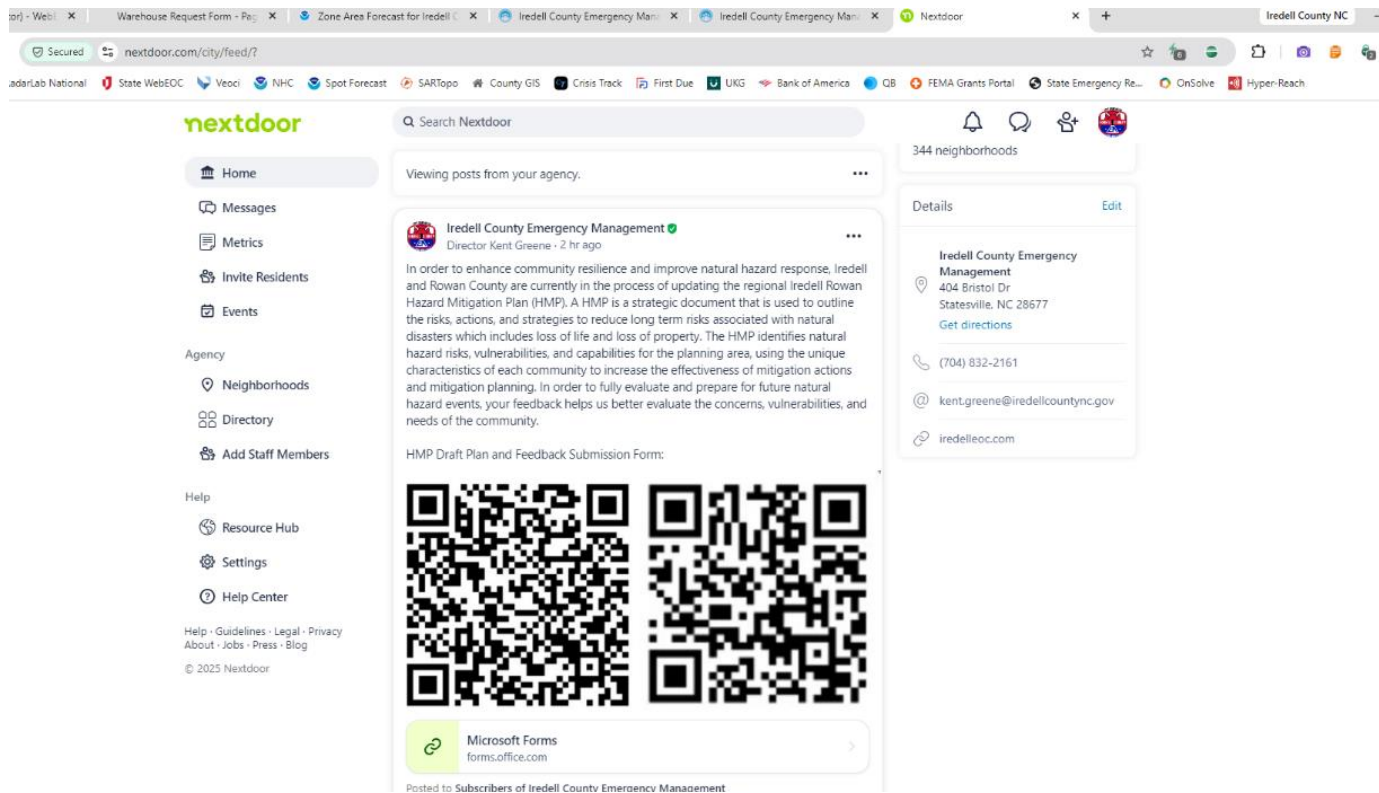 tor) - WebE
Warehouse Request Form - Pag
Zone Area Forecast for Iredell C
Iredell County Emergency Mana
Iredell County Emergency Mana
Nextdoor
Iredell County NC
Secured
nextdoor.com/city/feed/?
adarLab National
State WebEOC
Veoci
NHC
Spot Forecast
SARTopo
County GIS
Crisis Track
First Due
UKG
Bank of America
QB
FEMA Grants Portal
State Emergency Re...
OnSolve
Hyper-Reach
nextdoor
Search Nextdoor
Home
Messages
Metrics
Invite Residents
Events
Agency
Neighborhoods
Directory
Add Staff Members
Help
Resource Hub
Settings
Help Center
Help · Guidelines · Legal · Privacy
About · Jobs · Press · Blog
© 2025 Nextdoor
Viewing posts from your agency.
Iredell County Emergency Management
Director Kent Greene · 2 hr ago
In order to enhance community resilience and improve natural hazard response, Iredell
and Rowan County are currently in the process of updating the regional Iredell Rowan
Hazard Mitigation Plan (HMP). A HMP is a strategic document that is used to outline
the risks, actions, and strategies to reduce long term risks associated with natural
disasters which includes loss of life and loss of property. The HMP identifies natural
hazard risks, vulnerabilities, and capabilities for the planning area, using the unique
characteristics of each community to increase the effectiveness of mitigation actions
and mitigation planning. In order to fully evaluate and prepare for future natural
hazard events, your feedback helps us better evaluate the concerns, vulnerabilities, and
needs of the community.
HMP Draft Plan and Feedback Submission Form:
Microsoft Forms
forms.office.com
Posted to Subscribers of Iredell County Emergency Management
344 neighborhoods
Details
Edit
Iredell County Emergency
Management
404 Bristol Dr
Statesville, NC 28677
Get directions
(704) 832-2161
kent.greene@iredellcountync.gov
iredelleoc.com